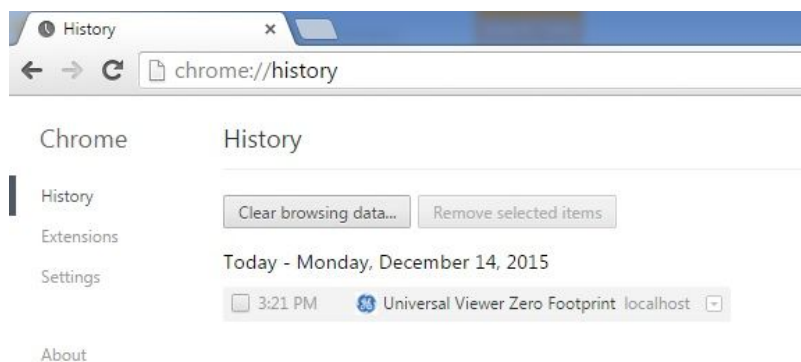 History
chrome://history
Chrome
History
History
Clear browsing data...
Remove selected items
Extensions
Today - Monday, December 14, 2015
Settings
3:21 PM Universal Viewer Zero Footprint localhost
About